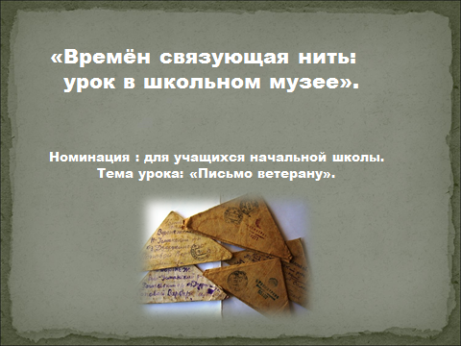 «Времён связующая нить:
урок в школьном музее».
Номинация : для учащихся начальной школы.
Тема урока: «Письмо ветерану».